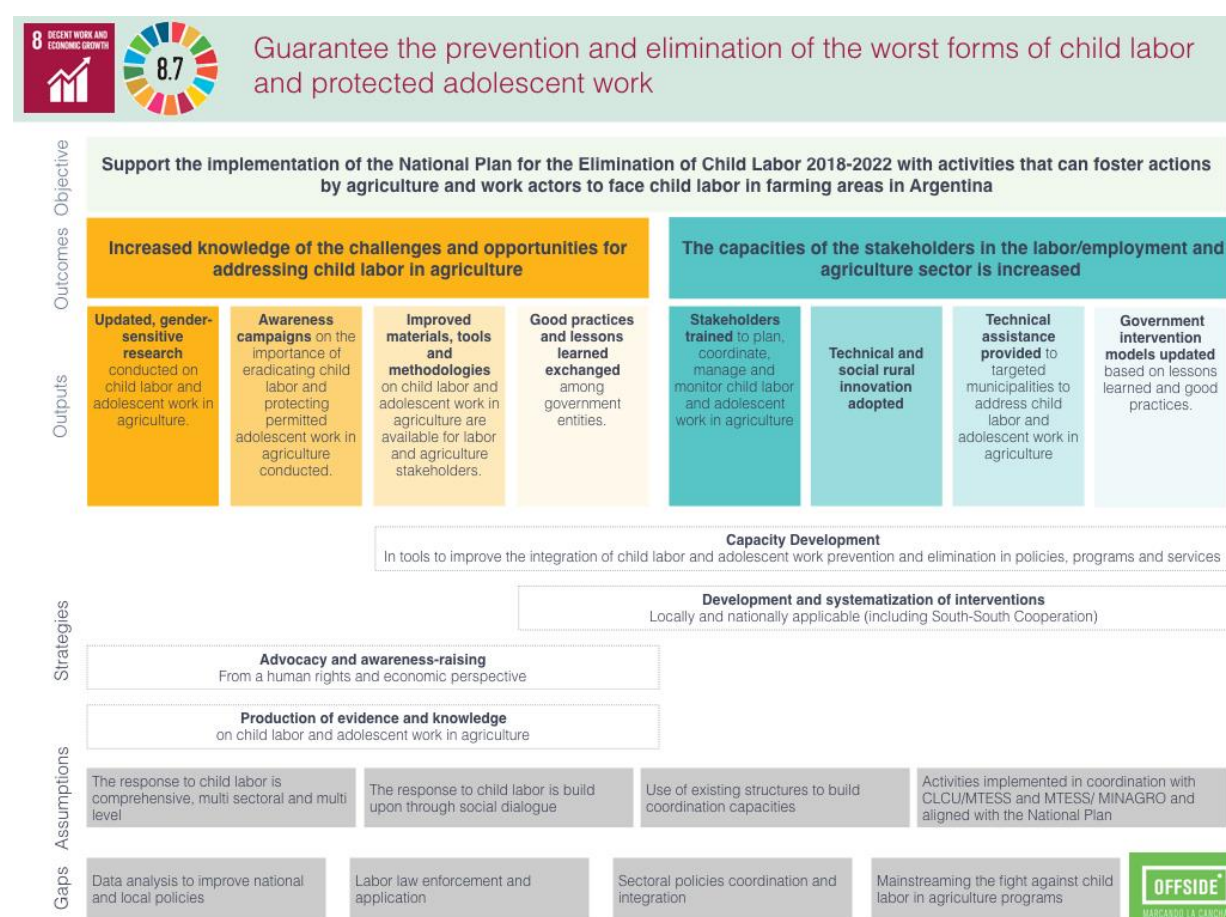 8 DECENT WORK AND
ECONOMIC GROWTH
8.7
Guarantee the prevention and elimination of the worst forms of child labor
and protected adolescent work
Objective
Support the implementation of the National Plan for the Elimination of Child Labor 2018-2022 with activities that can foster actions
by agriculture and work actors to face child labor in farming areas in Argentina
Outcomes
Increased knowledge of the challenges and opportunities for
addressing child labor in agriculture
The capacities of the stakeholders in the labor/employment and
agriculture sector is increased
Outputs
Updated, gender-
sensitive
research
conducted on
child labor and
adolescent work in
agriculture.
Awareness
campaigns on the
importance of
eradicating child
labor and
protecting
permitted
adolescent work in
agriculture
conducted.
Improved
materials, tools
and
methodologies
on child labor and
adolescent work in
agriculture are
available for labor
and agriculture
stakeholders.
Good practices
and lessons
learned
exchanged
among
government
entities.
Stakeholders
trained to plan,
coordinate,
manage and
monitor child labor
and adolescent
work in agriculture
Technical and
social rural
innovation
adopted
Technical
assistance
provided to
targeted
municipalities to
address child
labor and
adolescent work in
agriculture
Government
intervention
models updated
based on lessons
learned and good
practices.
Strategies
Capacity Development
In tools to improve the integration of child labor and adolescent work prevention and elimination in policies, programs and services
Development and systematization of interventions
Locally and nationally applicable (including South-South Cooperation)
Advocacy and awareness-raising
From a human rights and economic perspective
Production of evidence and knowledge
on child labor and adolescent work in agriculture
Assumptions
The response to child labor is
comprehensive, multi sectoral and multi
level
The response to child labor is build
upon through social dialogue
Use of existing structures to build
coordination capacities
Activities implemented in coordination with
CLCU/MTESS and MTESS/ MINAGRO and
aligned with the National Plan
Gaps
Data analysis to improve national
and local policies
Labor law enforcement and
application
Sectoral policies coordination and
integration
Mainstreaming the fight against child
labor in agriculture programs
OFFSIDE
MARCANDO LA CANCHA